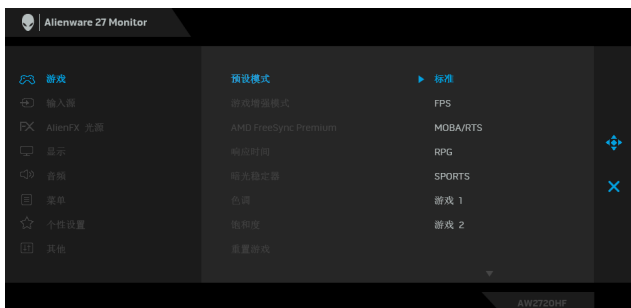 Alienware 27 Monitor
游戏
输入源
AlienFX 光源
显示
音频
菜单
个性设置
其他
预设模式
游戏增强模式
AMD FreeSync Premium
响应时间
暗光稳定器
色调
饱和度
重置游戏
标准
FPS
MOBA/RTS
RPG
SPORTS
游戏 1
游戏 2
AW2720HF